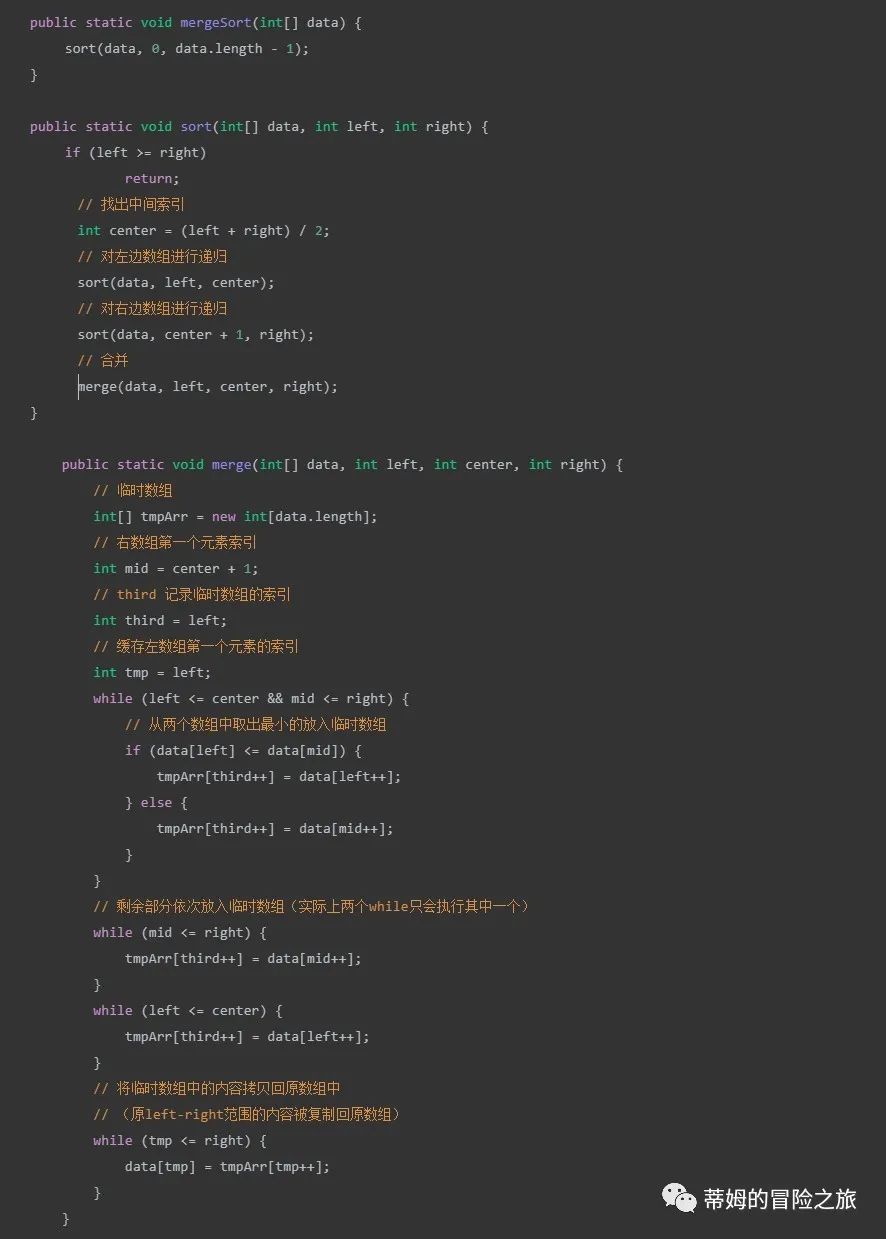 public static void mergeSort(int[] data) {
sort(data, 0, data.length - 1);
}
public static void sort(int[] data, int left, int right) {
if (left >= right)
return;
// 找出中间索引
int center = (left + right) / 2;
// 对左边数组进行递归
sort(data, left, center);
// 对右边数组进行递归
sort(data, center + 1, right);
// 合并
merge(data, left, center, right);
}
public static void merge(int[] data, int left, int center, int right) {
// 临时数组
int[] tmpArr = new int[data.length];
// 右数组第一个元素索引
int mid = center + 1;
// third 记录临时数组的索引
int third = left;
// 缓存左数组第一个元素的索引
int tmp = left;
while (left <= center && mid <= right) {
// 从两个数组中取出最小的放入临时数组
if (data[left] <= data[mid]) {
tmpArr[third++] = data[left++];
} else {
tmpArr[third++] = data[mid++];
}
}
// 剩余部分依次放入临时数组（实际上两个while只会执行其中一个）
while (mid <= right) {
tmpArr[third++] = data[mid++];
}
while (left <= center) {
tmpArr[third++] = data[left++];
}
// 将临时数组中的内容拷贝回原数组中
// （原left-right范围的内容被复制回原数组）
while (tmp <= right) {
data[tmp] = tmpArr[tmp++];
}
}
蒂姆的冒险之旅